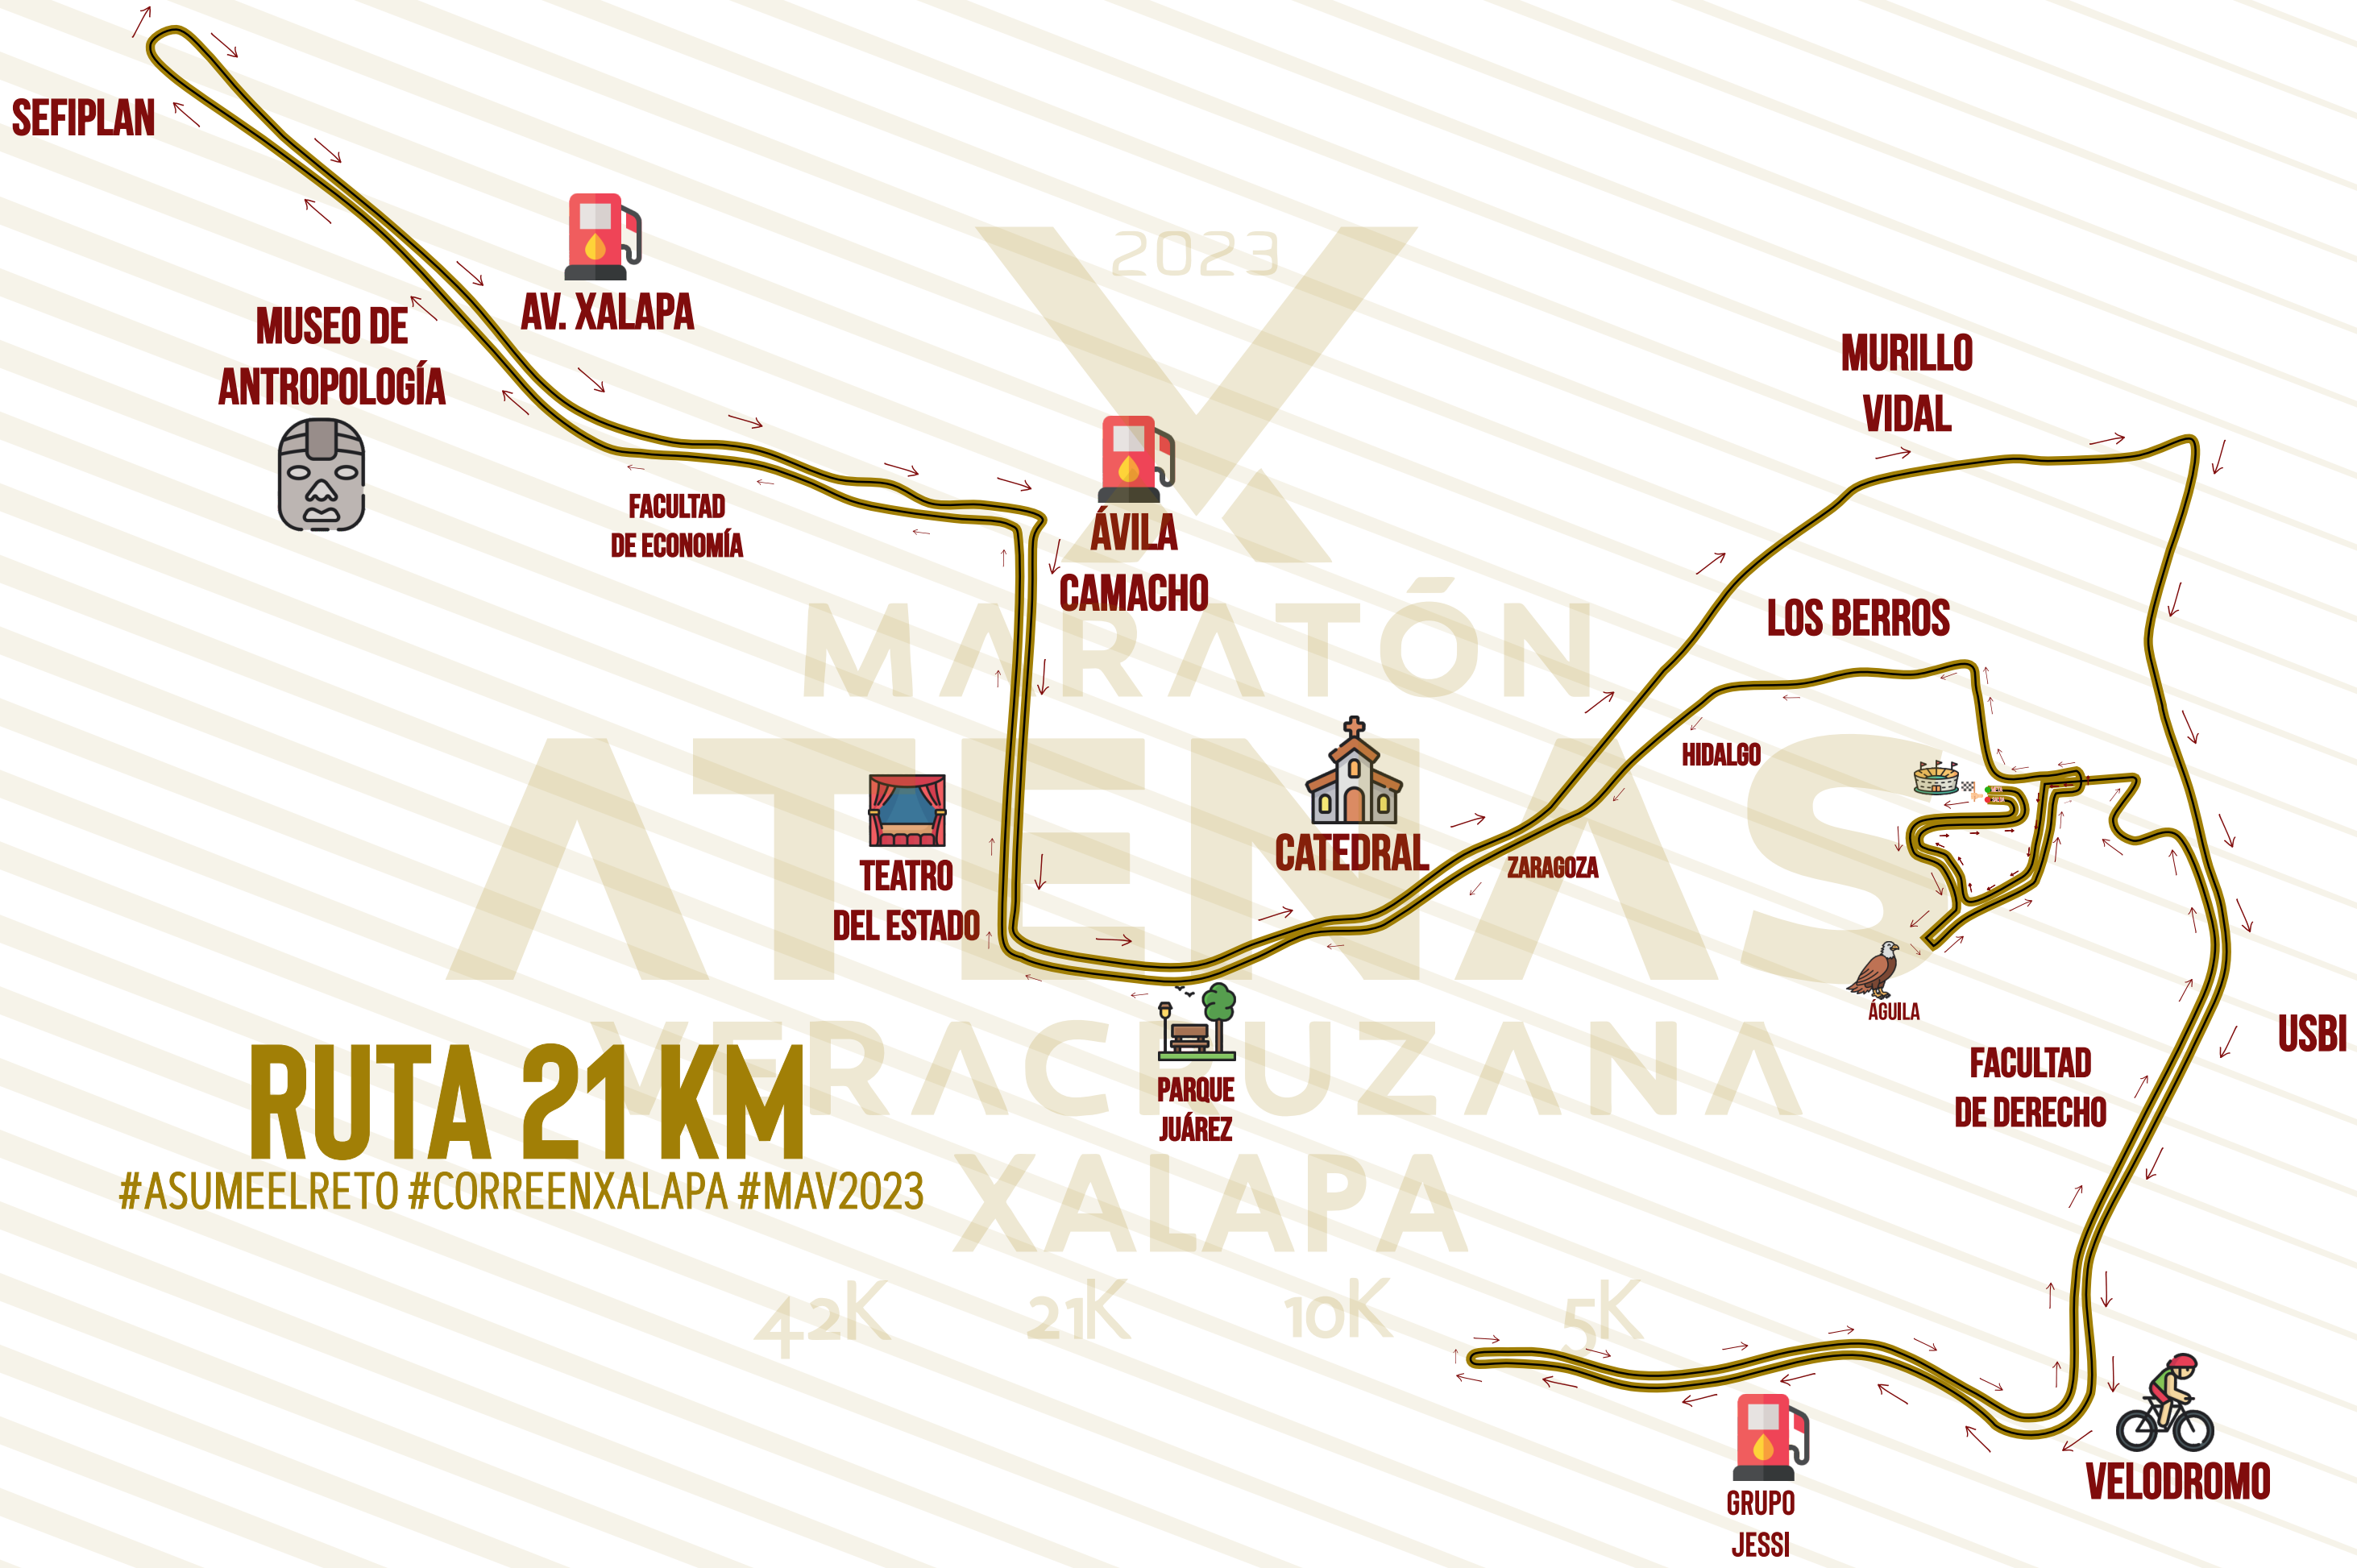 SEFIPLAN
AV. XALAPA
MUSEO DE
ANTROPOLOGÍA
FACULTAD
DE ECONOMÍA
2023
ÁVILA
CAMACHO
MURILLO
VIDAL
LOS BERROS
MARATÓN
HIDALGO
ATENAS
CATEDRAL
ZARAGOZA
TEATRO
DEL ESTADO
ÁGUILA
VERACRUZANA
USBI
FACULTAD
DE DERECHO
PARQUE
JUÁREZ
RUTA 21 KM
#ASUMEELRETO #CORREENXALAPA #MAV2023
XALAPA
42K 21K 10K 5K
VELODROMO
GRUPO
JESSI